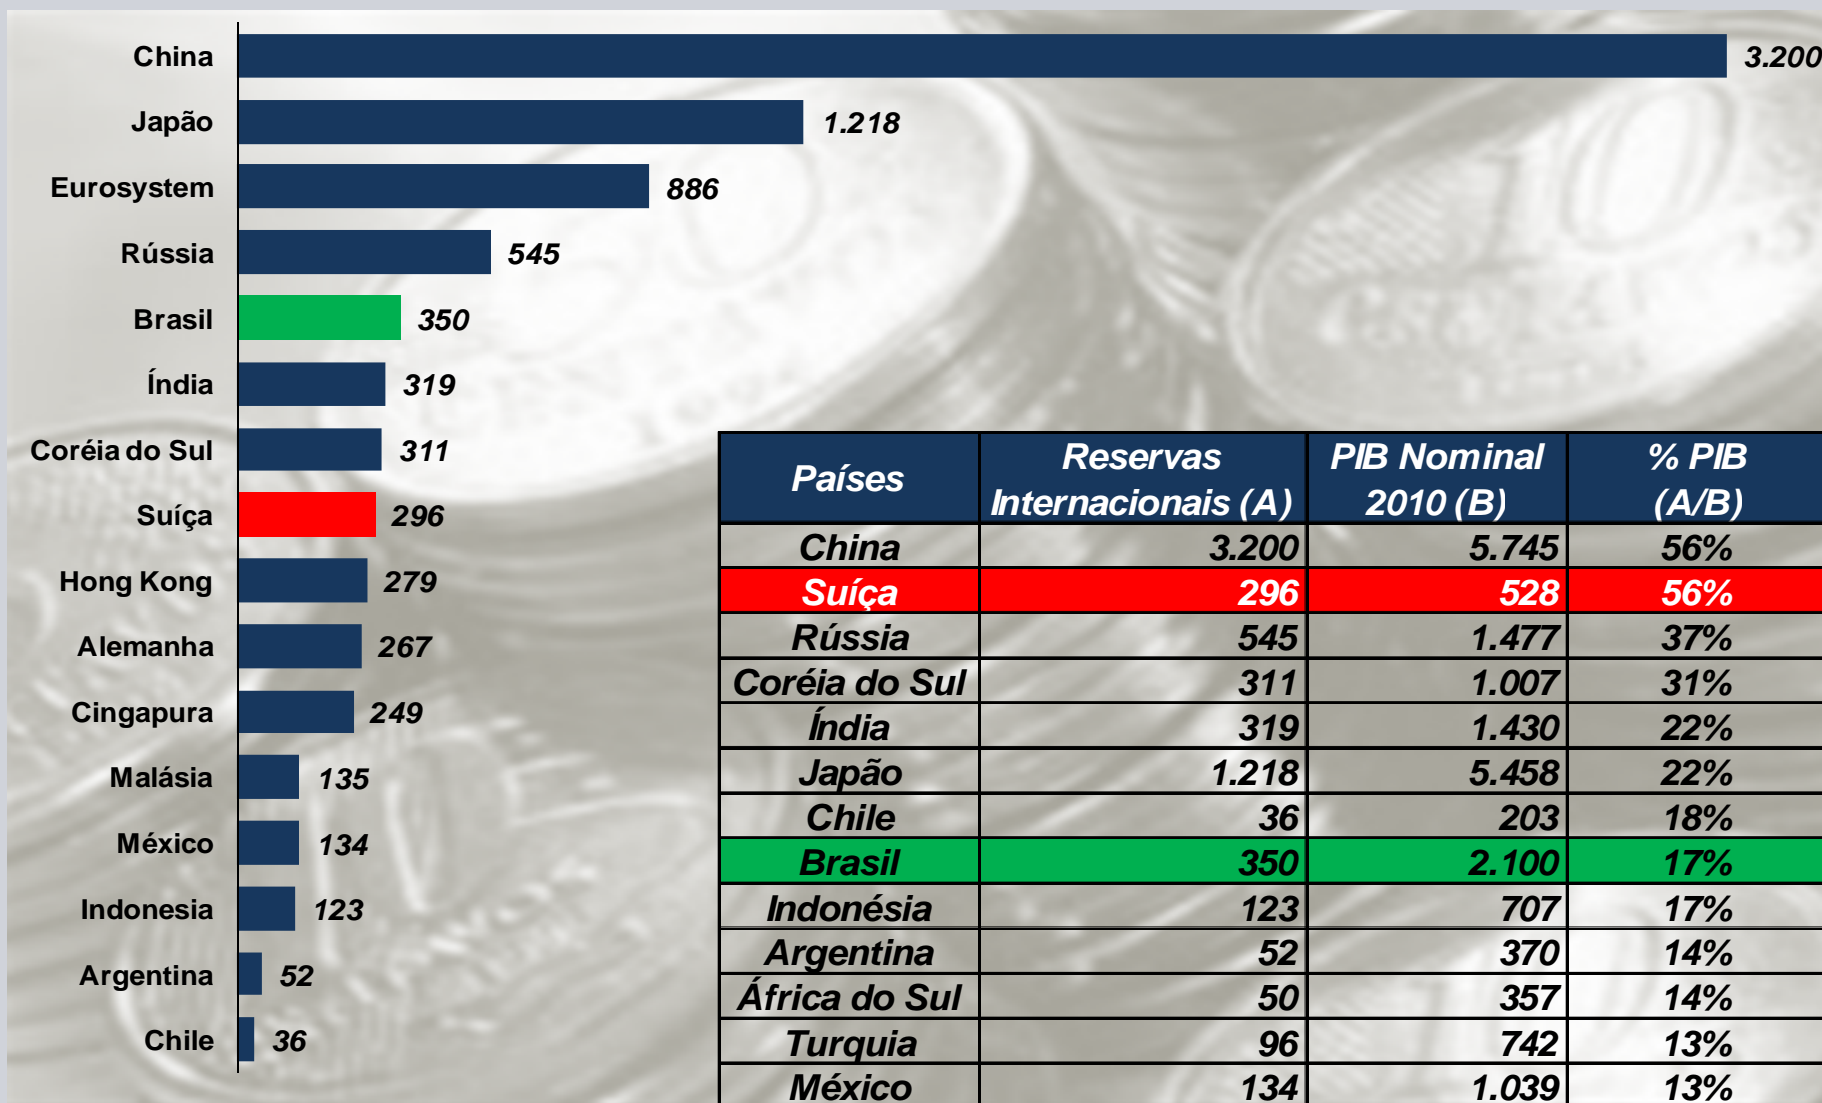 China 3.200
Japão 1.218
Eurosystem 886
Rússia 545
Brasil 350
Índia 319
Coréia do Sul 311
Suíça 296
Hong Kong 279
Alemanha 267
Cingapura 249
Malásia 135
México 134
Indonesia 123
Argentina 52
Chile 36
Países Reservas Internacionais (A) PIB Nominal 2010 (B) % PIB (A/B)
China 3.200 5.745 56%
Suíça 296 528 56%
Rússia 545 1.477 37%
Coréia do Sul 311 1.007 31%
Índia 319 1.430 22%
Japão 1.218 5.458 22%
Chile 36 203 18%
Brasil 350 2.100 17%
Indonésia 123 707 17%
Argentina 52 370 14%
África do Sul 50 357 14%
Turquia 96 742 13%
México 134 1.039 13%